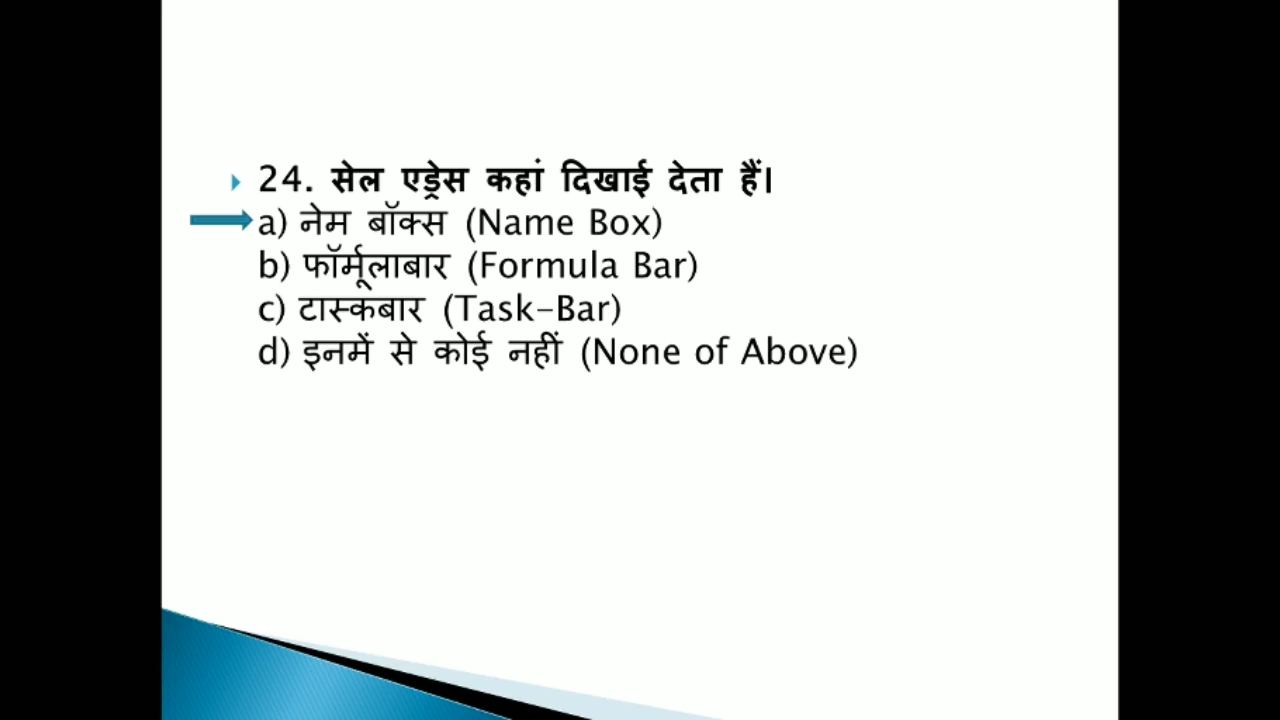 24. सेल एड्रेस कहां दिखाई देता हैं।
a) नेम बॉक्स (Name Box)
b) फॉर्मूलाबार (Formula Bar)
c) टास्कबार (Task-Bar)
d) इनमें से कोई नहीं (None of Above)